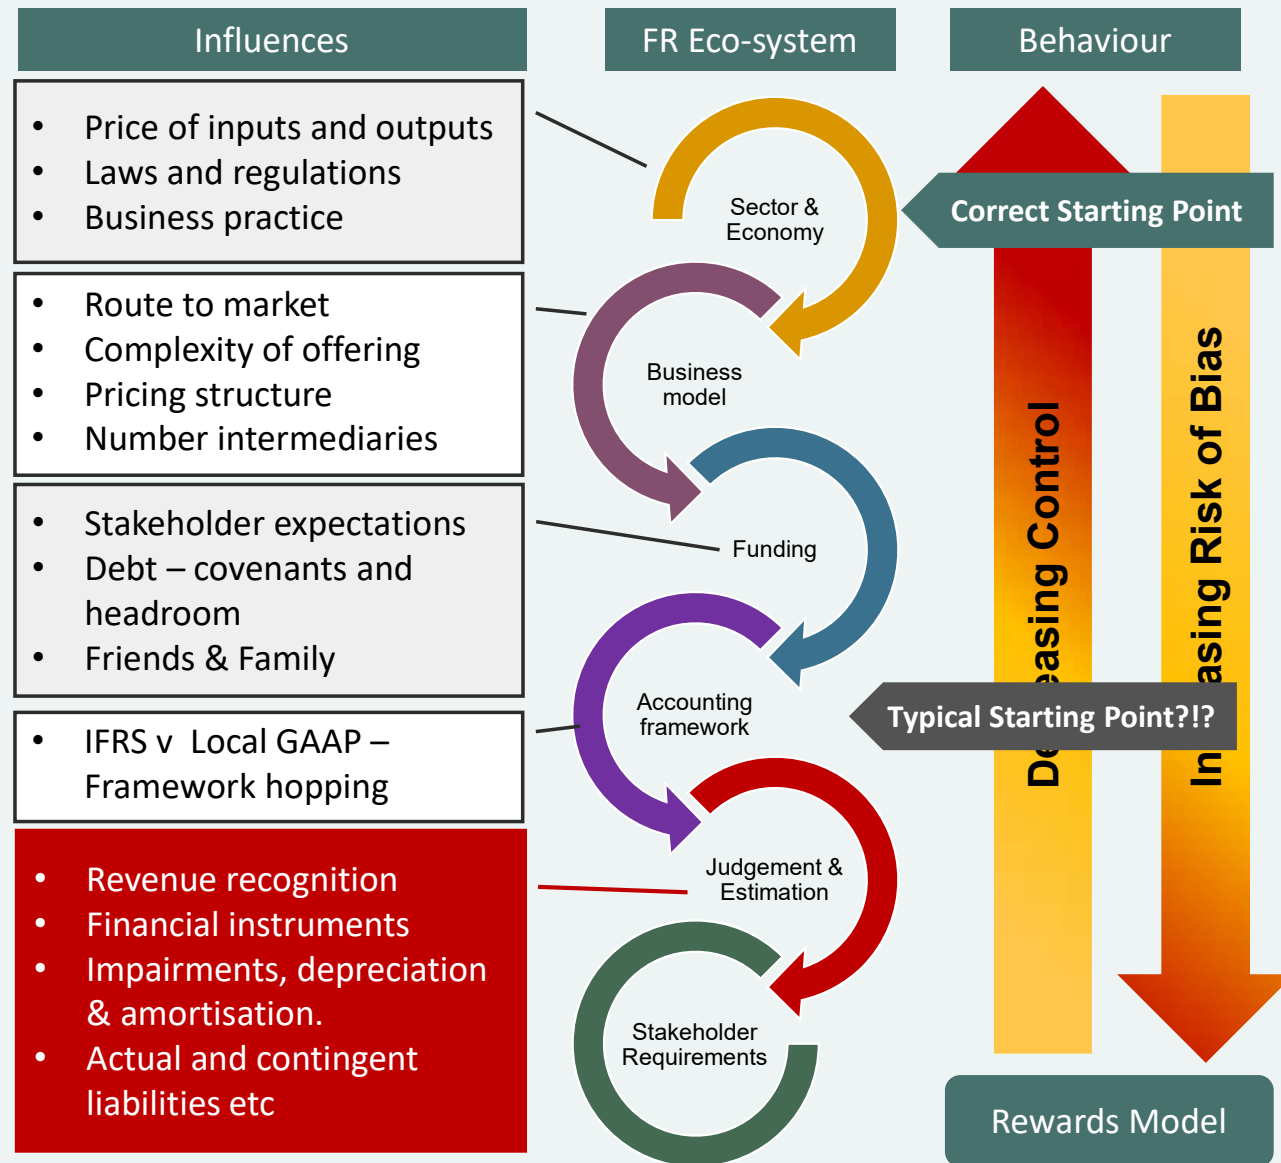 Influences
FR Eco-system
Behaviour
• Price of inputs and outputs
• Laws and regulations
• Business practice
• Route to market
• Complexity of offering
• Pricing structure
• Number intermediaries
• Stakeholder expectations
• Debt – covenants and
headroom
• Friends & Family
• IFRS v Local GAAP –
Framework hopping
• Revenue recognition
• Financial instruments
• Impairments, depreciation
& amortisation.
• Actual and contingent
liabilities etc
Sector &
Economy
Business
model
Funding
Accounting
framework
Judgement &
Estimation
Stakeholder
Requirements
Correct Starting Point
Decreasing Control
Increasing Risk of Bias
Typical Starting Point?!?
Rewards Model